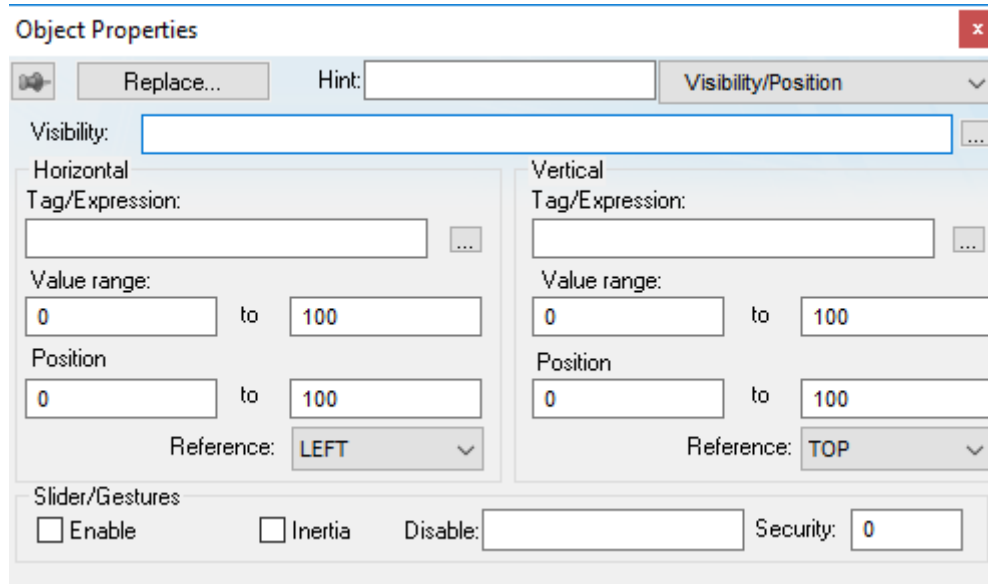 Object Properties
x
Replace... Hint: Visibility/Position
Visibility: ...
Horizontal Vertical
Tag/Expression: Tag/Expression:
... ...
Value range: Value range:
0 to 100 0 to 100
Position Position
0 to 100 0 to 100
Reference: LEFT Reference: TOP
Slider/Gestures
Enable Inertia Disable: Security: 0